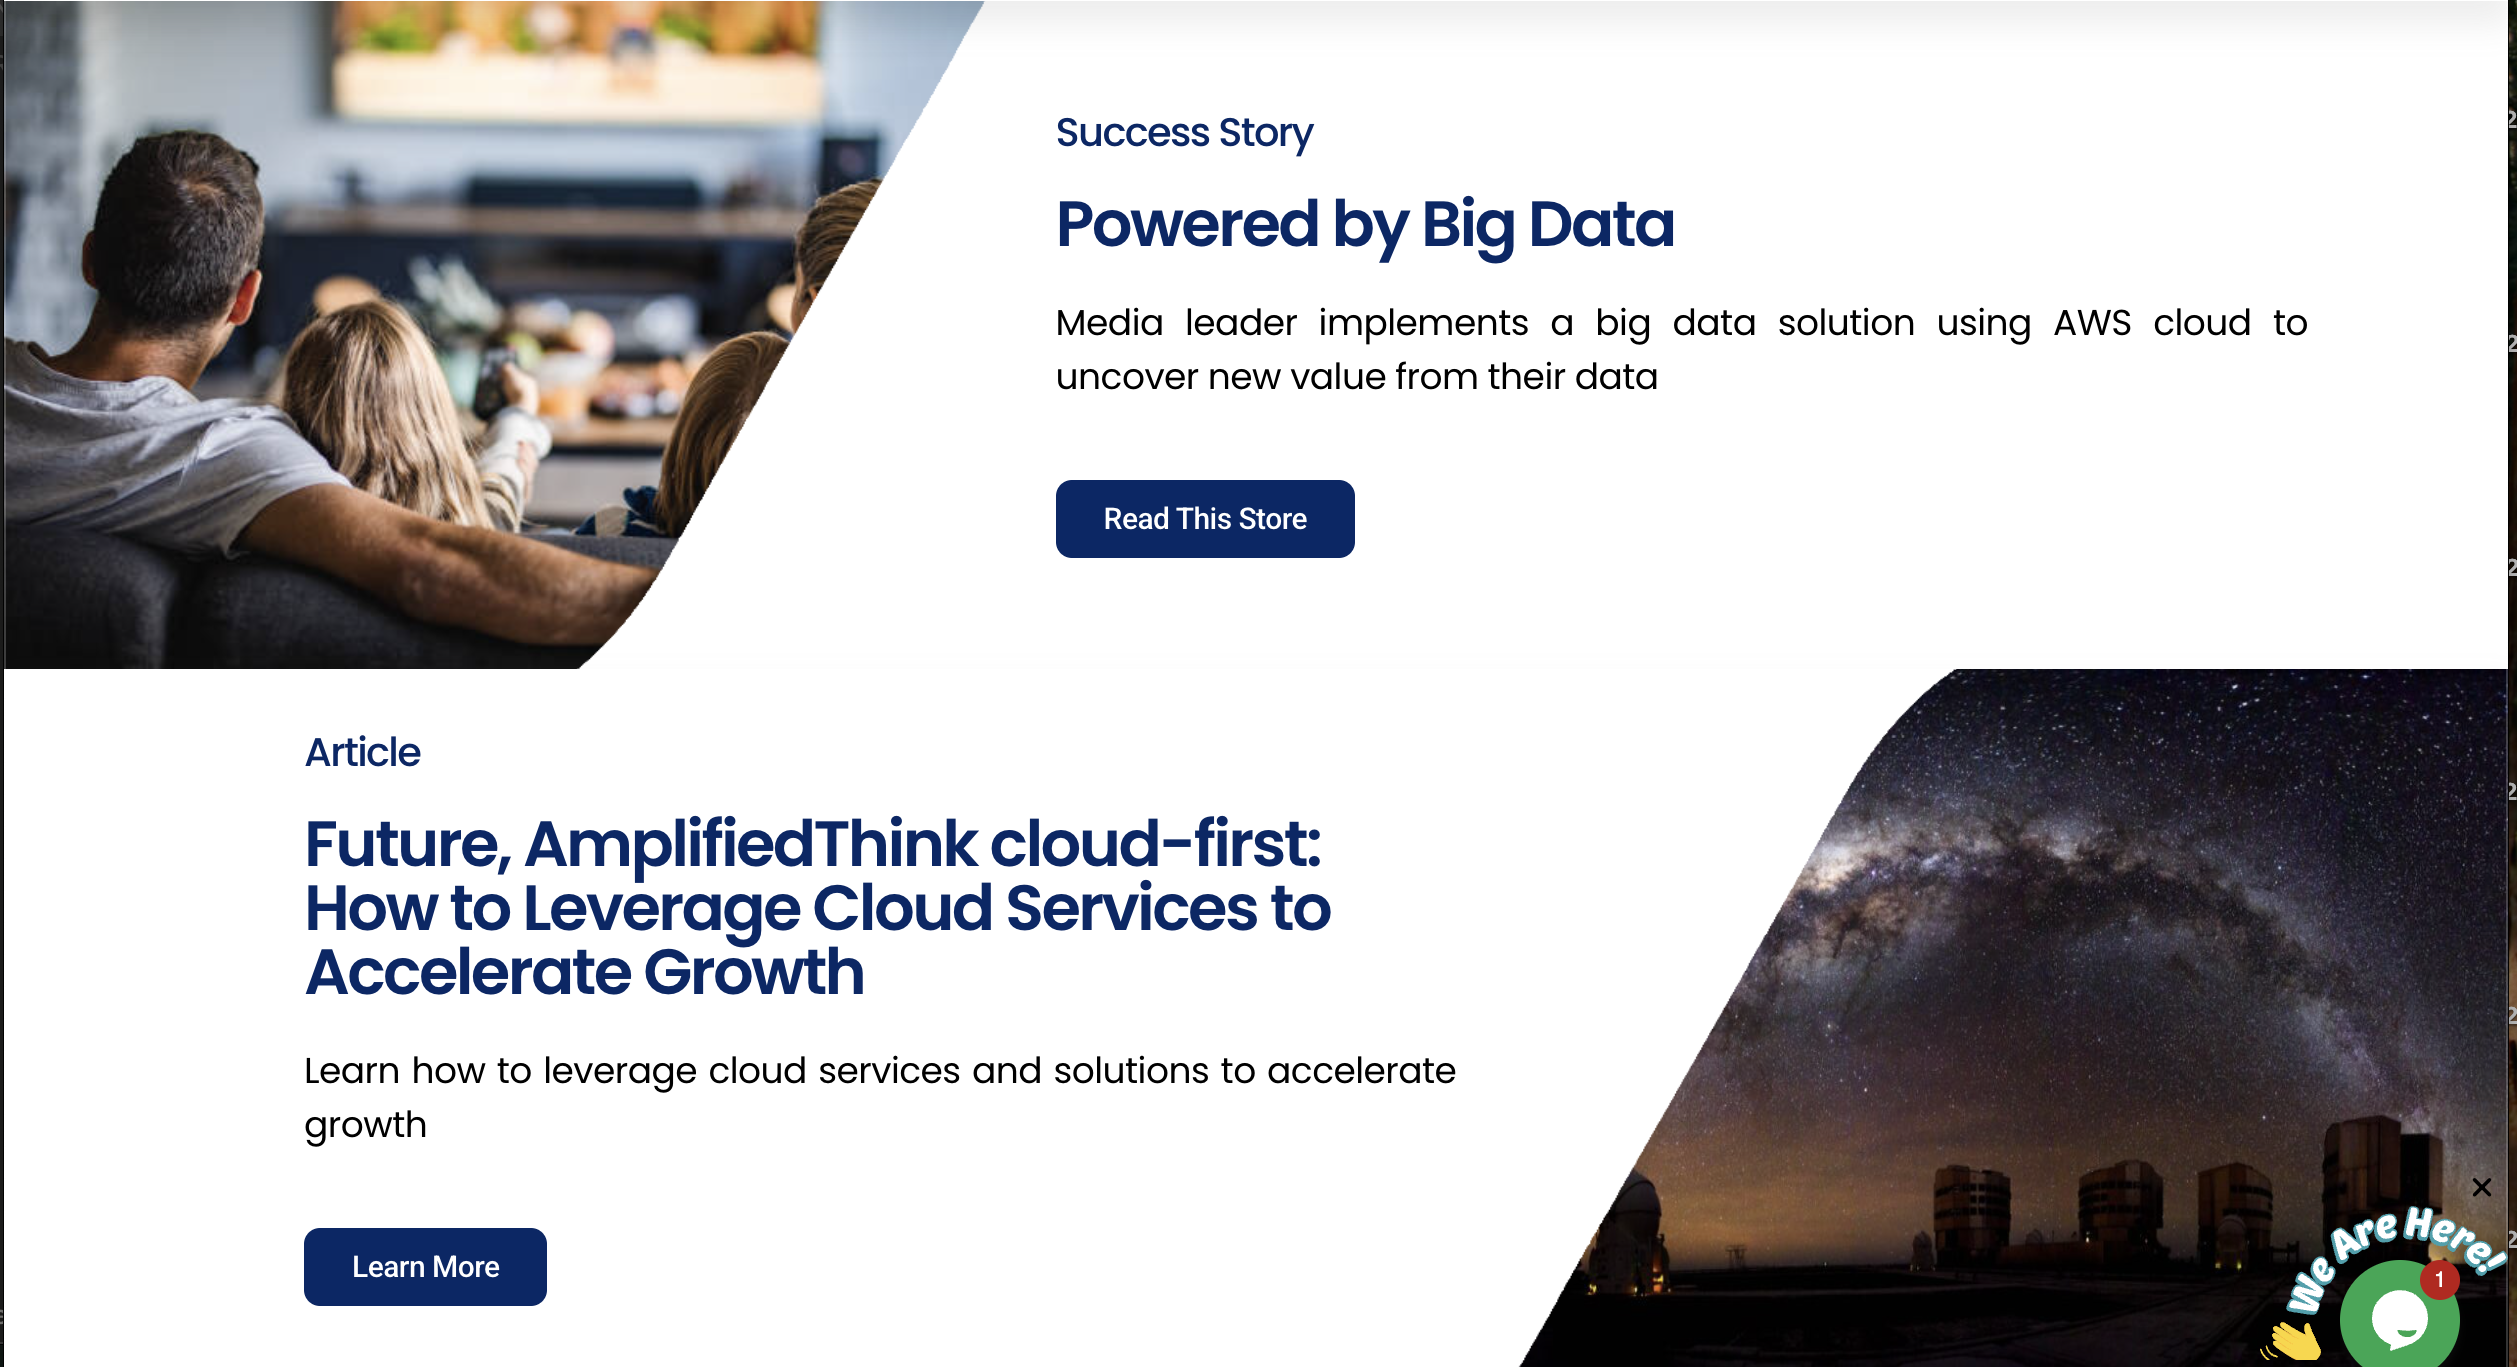 Success Story
Powered by Big Data
Media leader implements a big data solution using AWS cloud to
uncover new value from their data
Read This Store
Article
Future, AmplifiedThink cloud-first:
How to Leverage Cloud Services to
Accelerate Growth
Learn how to leverage cloud services and solutions to accelerate
growth
Learn More
We Are Here!
1